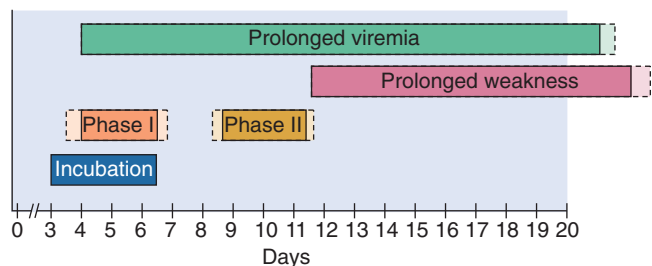 Prolonged viremia
Prolonged weakness
Phase I Phase II
Incubation
0 3 4 5 6 7 8 9 10 11 12 13 14 15 16 17 18 19 20
Days